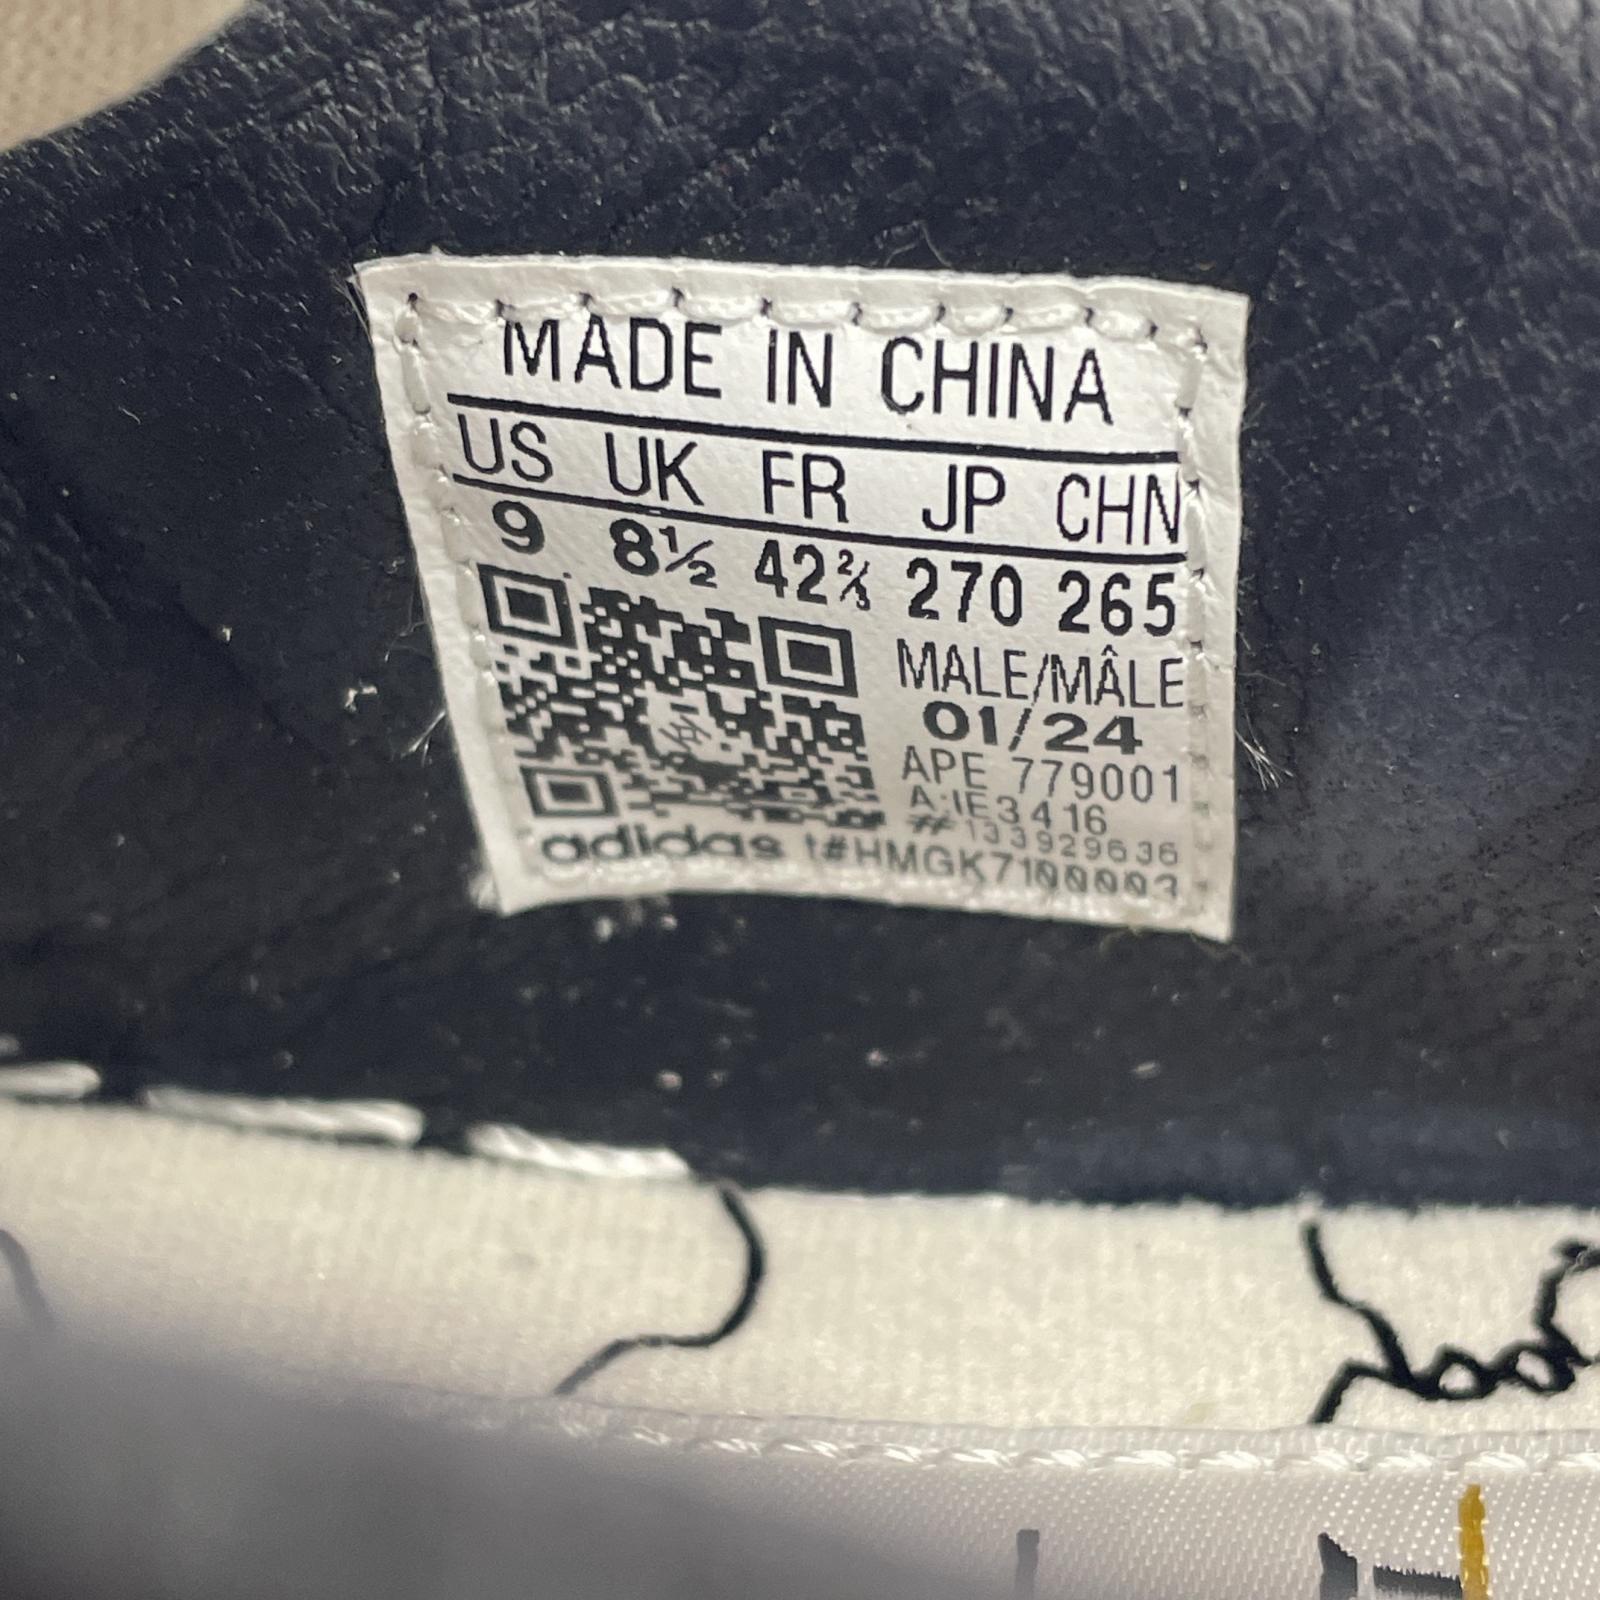 MADE IN CHINA
US UK FR JP CHN
9 8½ 42⅔ 270 265
MALE/MÂLE
01/24
APE 779001
A:IE3416
#133929636
adidas t#HMGK7100003